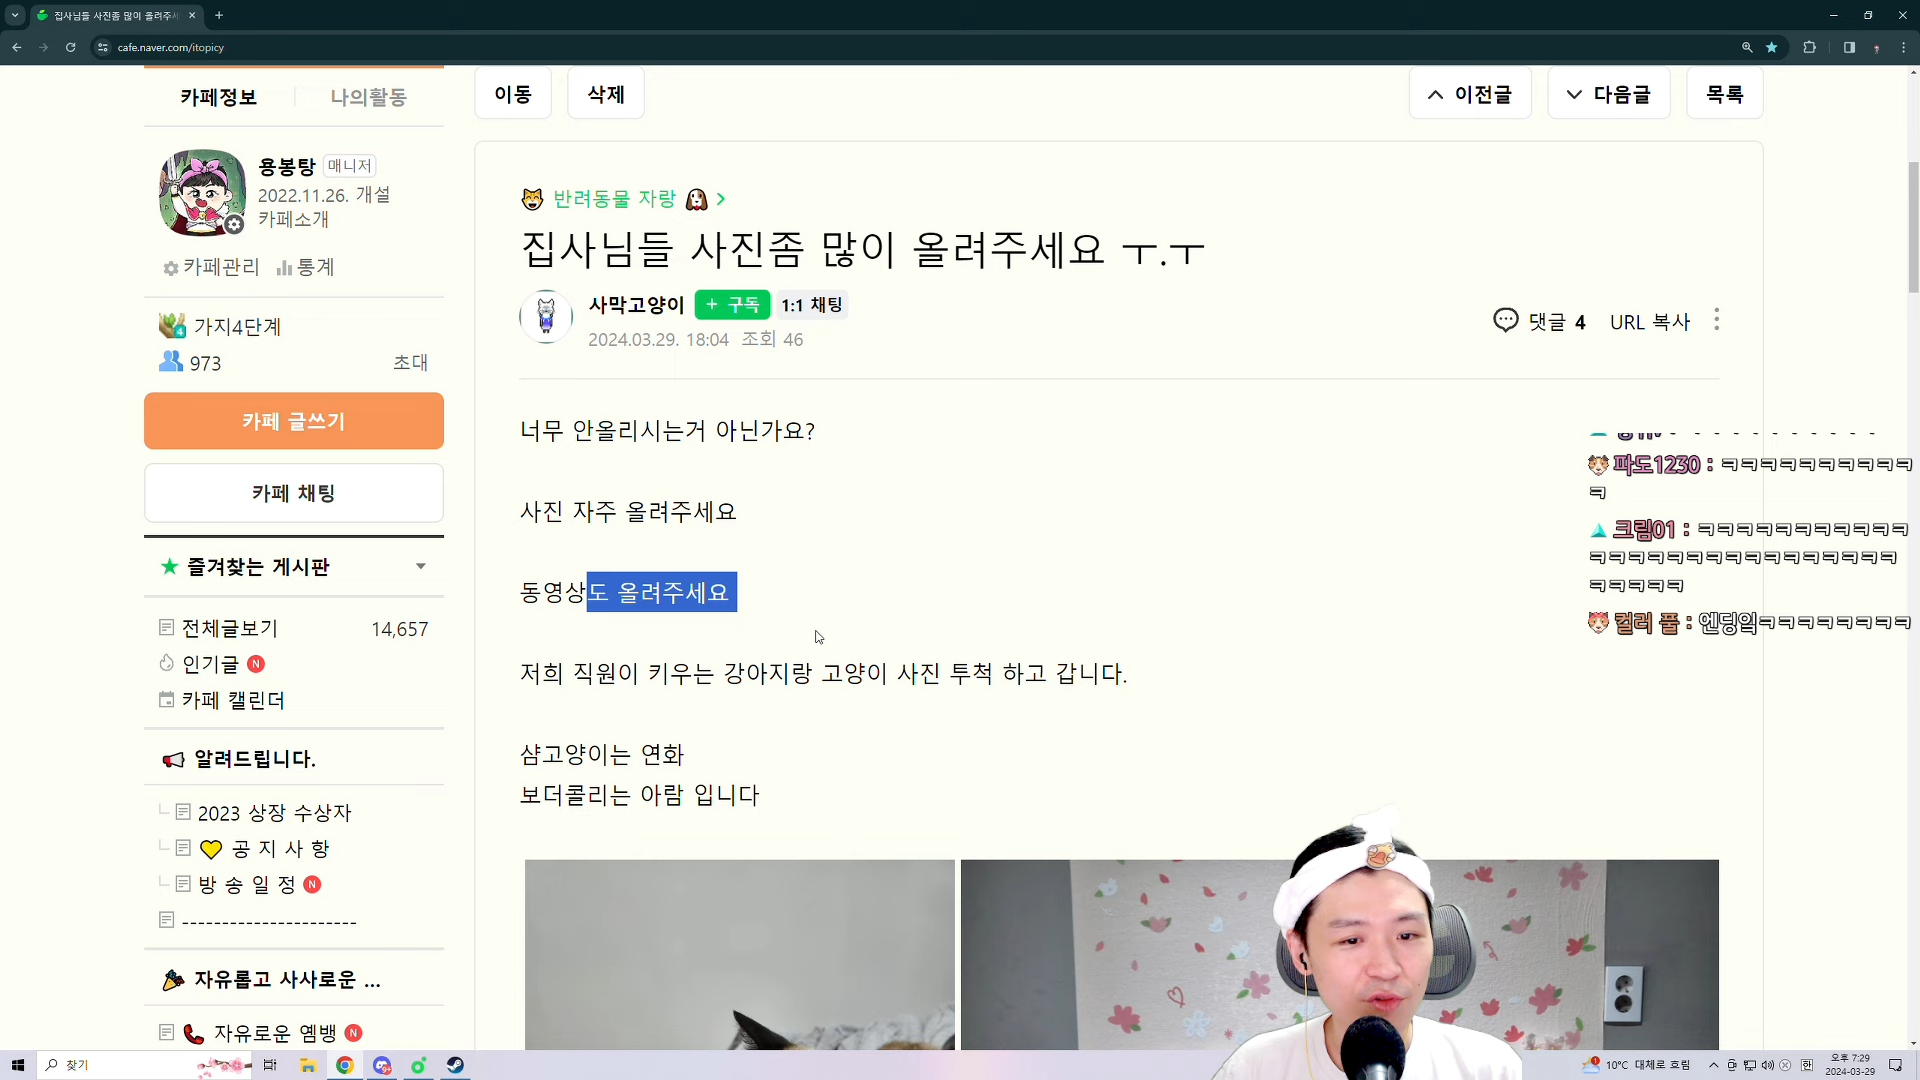 집사님들 사진좀 많이 올려주세
cafe.naver.com/itopicy
카페정보
나의활동
이동
삭제
이전글
다음글
목록
용봉탕 매니저
2022.11.26. 개설
카페소개
카페관리
통계
가지4단계
973
초대
카페 글쓰기
카페 채팅
즐겨찾는 게시판
전체글보기 14,657
인기글 N
카페 캘린더
알려드립니다.
2023 상장 수상자
공 지 사 항
방 송 일 정 N
----------------------
자유롭고 사사로운 ...
자유로운 옘뱅 N
반려동물 자랑
집사님들 사진좀 많이 올려주세요 ㅜ.ㅜ
사막고양이 + 구독 1:1 채팅
2024.03.29. 18:04 조회 46
댓글 4 URL 복사
너무 안올리시는거 아닌가요?
사진 자주 올려주세요
동영상도 올려주세요
저희 직원이 키우는 강아지랑 고양이 사진 투척 하고 갑니다.
샴고양이는 연화
보더콜리는 아람 입니다
파도1230 : ㅋㅋㅋㅋㅋㅋㅋㅋㅋㅋ
ㅋ
크림01 : ㅋㅋㅋㅋㅋㅋㅋㅋㅋㅋㅋ
ㅋㅋㅋㅋㅋㅋㅋㅋㅋㅋㅋㅋㅋㅋㅋㅋ
ㅋㅋㅋㅋㅋ
컬러 풀 : 엔딩잌ㅋㅋㅋㅋㅋㅋㅋㅋ
찾기
10°C 대체로 흐림
한
오후 7:29
2024-03-29